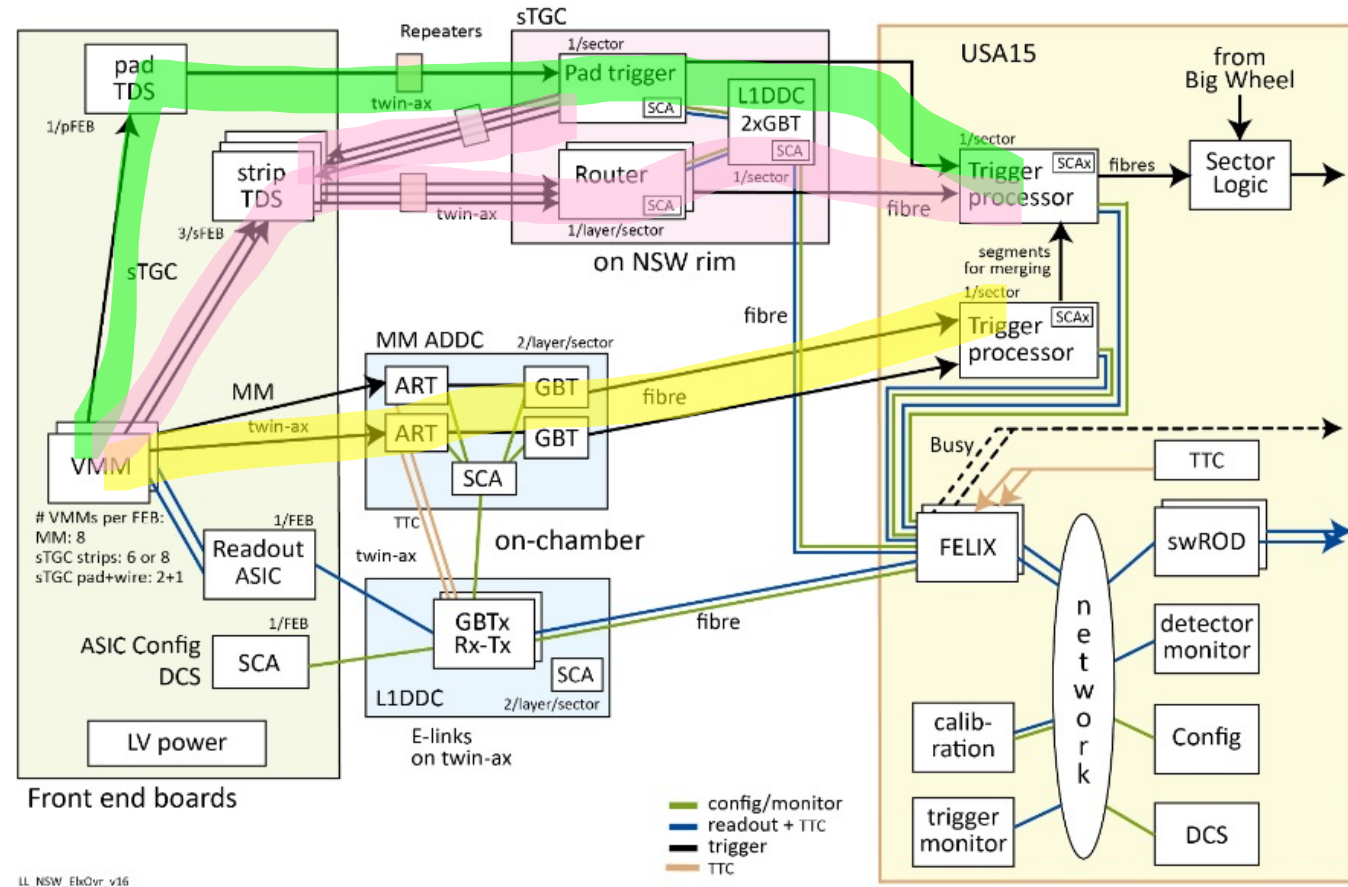 pad
TDS
1/pFEB
strip
TDS
3/sFEB
sTGC
VMM
# VMMs per FEB:
MM: 8
sTGC strips: 6 or 8
sTGC pad+wire: 2+1
1/FEB
Readout
ASIC
1/FEB
ASIC Config
DCS
SCA
LV power
Front end boards
Repeaters
twin-ax
twin-ax
sTGC
1/sector
Pad trigger
SCA
L1DDC
2xGBT
SCA
1/sector
Router
SCA
1/layer/sector
on NSW rim
MM
twin-ax
MM ADDC
2/layer/sector
ART
GBT
ART
GBT
SCA
TTC
on-chamber
twin-ax
GBTx
Rx-Tx
SCA
L1DDC
2/layer/sector
E-links
on twin-ax
fibre
fibre
fibre
fibre
USA15
from
Big Wheel
1/sector
Trigger
processor
SCAx
fibres
Sector
Logic
segments
for merging
1/sector
Trigger
processor
SCAx
Busy
TTC
FELIX
swROD
network
detector
monitor
calib-
ration
Config
trigger
monitor
DCS
config/monitor
readout + TTC
trigger
TTC
LL_NSW_ElxOvr_v16